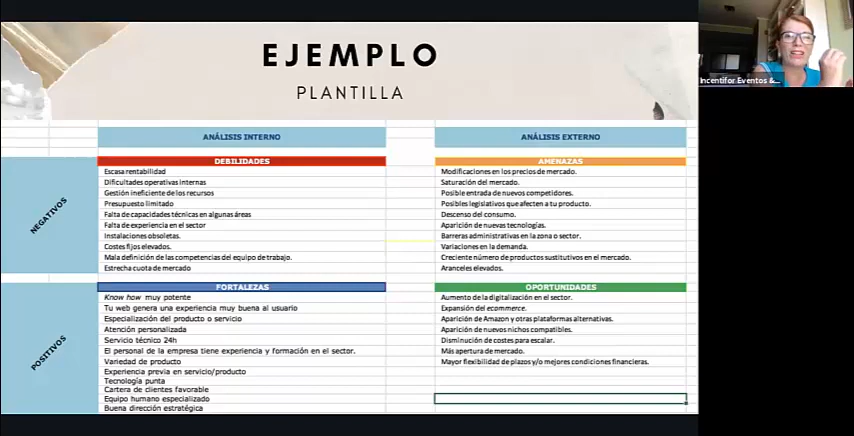 EJEMPLO
PLANTILLA
Incentifor Eventos &...
ANÁLISIS INTERNO
ANÁLISIS EXTERNO
NEGATIVOS
DEBILIDADES
Escasa rentabilidad
Dificultades operativas internas
Gestión ineficiente de los recursos
Presupuesto limitado
Falta de capacidades técnicas en algunas áreas
Falta de experiencia en el sector
Instalaciones obsoletas.
Costes fijos elevados.
Mala definición de las competencias del equipo de trabajo.
Estrecha cuota de mercado
AMENAZAS
Modificaciones en los precios de mercado.
Saturación del mercado.
Posible entrada de nuevos competidores.
Posibles legislativos que afecten a tu producto.
Descenso del consumo.
Aparición de nuevas tecnologías.
Barreras administrativas en la zona o sector.
Variaciones en la demanda.
Creciente número de productos sustitutivos en el mercado.
Aranceles elevados.
POSITIVOS
FORTALEZAS
Know how muy potente
Tu web genera una experiencia muy buena al usuario
Especialización del producto o servicio
Atención personalizada
Servicio técnico 24h
El personal de la empresa tiene experiencia y formación en el sector.
Variedad de producto
Experiencia previa en servicio/producto
Tecnología punta
Cartera de clientes favorable
Equipo humano especializado
Buena dirección estratégica
OPORTUNIDADES
Aumento de la digitalización en el sector.
Expansión del ecommerce.
Aparición de Amazon y otras plataformas alternativas.
Aparición de nuevos nichos compatibles.
Disminución de costes para escalar.
Más apertura de mercado.
Mayor flexibilidad de plazos y/o mejores condiciones financieras.